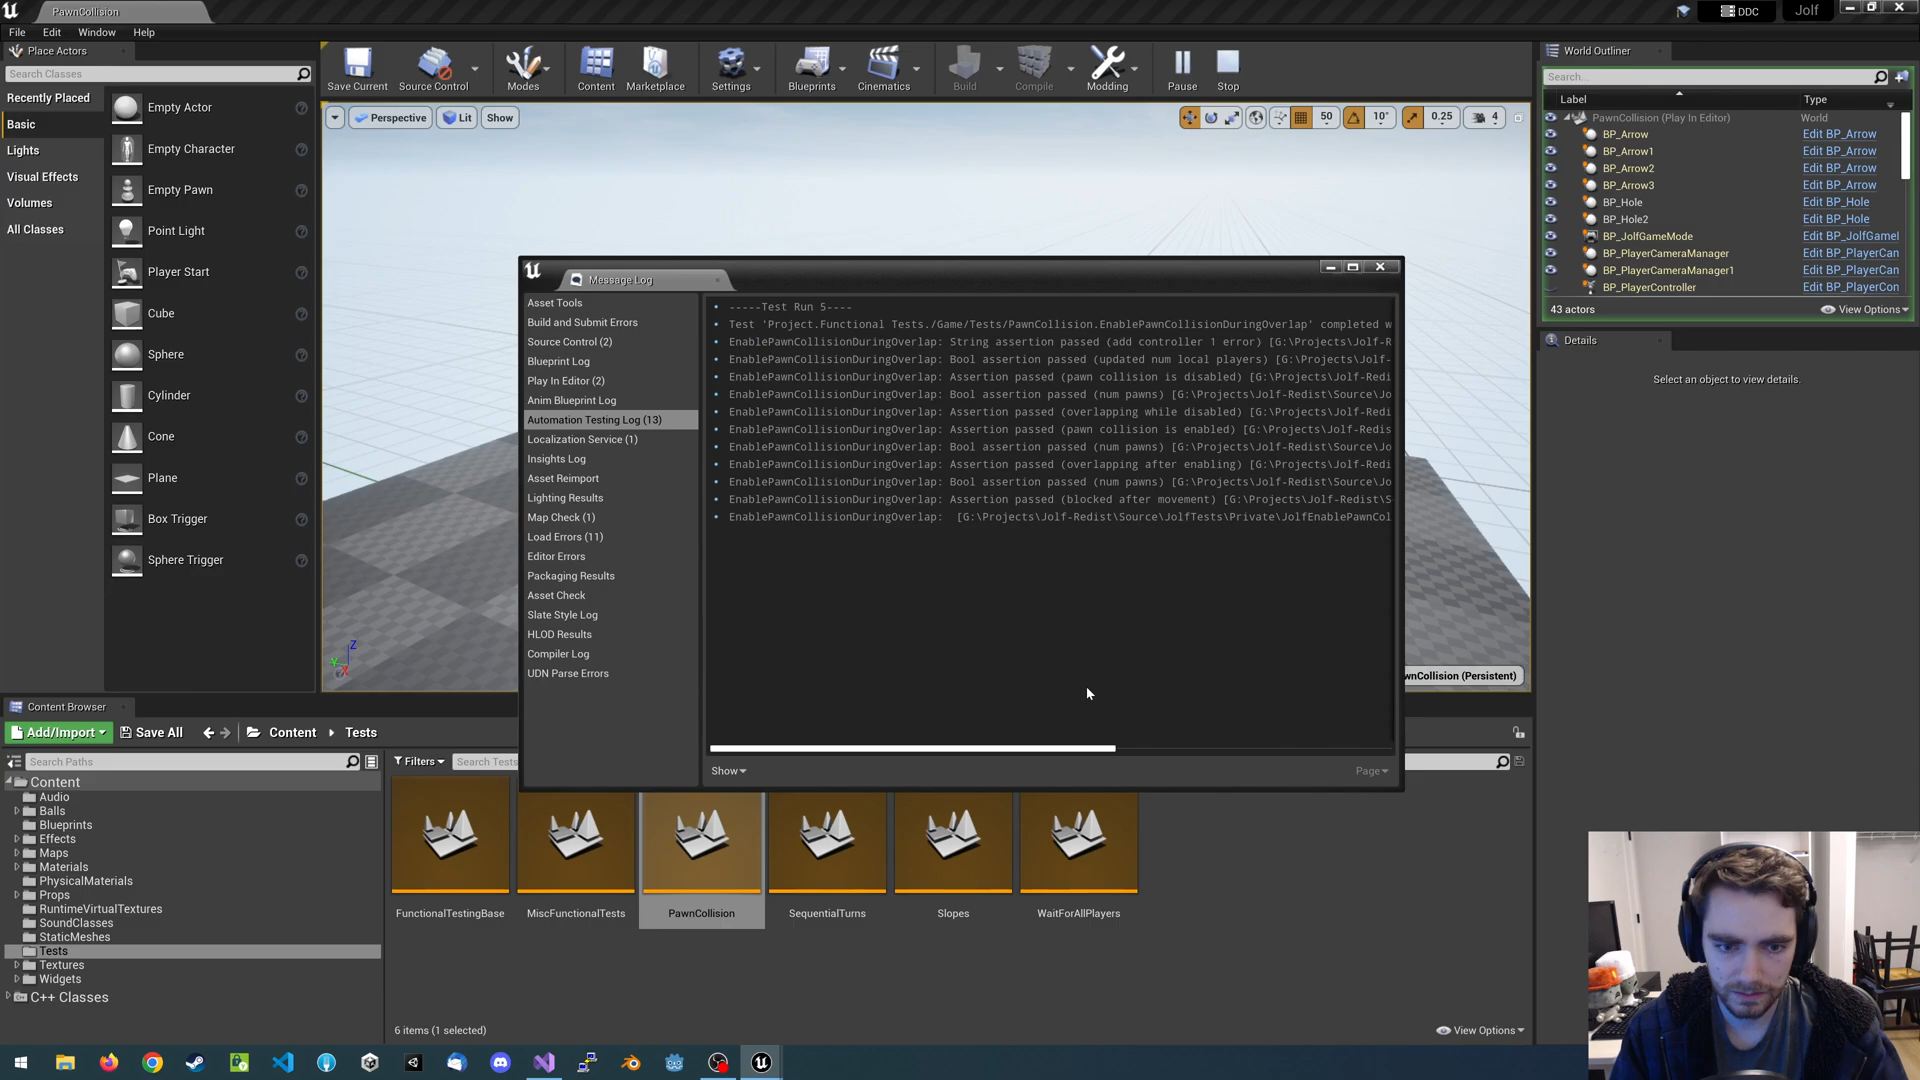 PawnCollision
DDC
Jolf
File Edit Window Help
Place Actors
Search Classes
Recently Placed
Basic
Lights
Visual Effects
Volumes
All Classes
Empty Actor
Empty Character
Empty Pawn
Point Light
Player Start
Cube
Sphere
Cylinder
Cone
Plane
Box Trigger
Sphere Trigger
Save Current
Source Control
Modes
Content
Marketplace
Settings
Blueprints
Cinematics
Build
Compile
Modding
Pause
Stop
Perspective
Lit
Show
50
10°
0.25
4
World Outliner
Search...
Label Type
PawnCollision (Play In Editor) World
BP_Arrow Edit BP_Arrow
BP_Arrow1 Edit BP_Arrow
BP_Arrow2 Edit BP_Arrow
BP_Arrow3 Edit BP_Arrow
BP_Hole Edit BP_Hole
BP_Hole2 Edit BP_Hole
BP_JolfGameMode Edit BP_JolfGameI
BP_PlayerCameraManager Edit BP_PlayerCan
BP_PlayerCameraManager1 Edit BP_PlayerCan
BP_PlayerController Edit BP_PlayerCon
43 actors
View Options
Details
Select an object to view details.
Message Log
Asset Tools
Build and Submit Errors
Source Control (2)
Blueprint Log
Play In Editor (2)
Anim Blueprint Log
Automation Testing Log (13)
Localization Service (1)
Insights Log
Asset Reimport
Lighting Results
Map Check (1)
Load Errors (11)
Editor Errors
Packaging Results
Asset Check
Slate Style Log
HLOD Results
Compiler Log
UDN Parse Errors
-----Test Run 5----
Test 'Project.Functional Tests./Game/Tests/PawnCollision.EnablePawnCollisionDuringOverlap' completed w
EnablePawnCollisionDuringOverlap: String assertion passed (add controller 1 error) [G:\Projects\Jolf-R
EnablePawnCollisionDuringOverlap: Bool assertion passed (updated num local players) [G:\Projects\Jolf-
EnablePawnCollisionDuringOverlap: Assertion passed (pawn collision is disabled) [G:\Projects\Jolf-Redi
EnablePawnCollisionDuringOverlap: Bool assertion passed (num pawns) [G:\Projects\Jolf-Redist\Source\Jo
EnablePawnCollisionDuringOverlap: Assertion passed (overlapping while disabled) [G:\Projects\Jolf-Redi
EnablePawnCollisionDuringOverlap: Assertion passed (pawn collision is enabled) [G:\Projects\Jolf-Redis
EnablePawnCollisionDuringOverlap: Bool assertion passed (num pawns) [G:\Projects\Jolf-Redist\Source\Jo
EnablePawnCollisionDuringOverlap: Assertion passed (overlapping after enabling) [G:\Projects\Jolf-Redi
EnablePawnCollisionDuringOverlap: Bool assertion passed (num pawns) [G:\Projects\Jolf-Redist\Source\Jo
EnablePawnCollisionDuringOverlap: Assertion passed (blocked after movement) [G:\Projects\Jolf-Redist\S
EnablePawnCollisionDuringOverlap: [G:\Projects\Jolf-Redist\Source\JolfTests\Private\JolfEnablePawnCol
Show
Page
wnCollision (Persistent)
X
Y
Z
Content Browser
Add/Import
Save All
Content
Tests
Search Paths
Filters
Search Tests
Content
Audio
Balls
Blueprints
Effects
Maps
Materials
PhysicalMaterials
Props
RuntimeVirtualTextures
SoundClasses
StaticMeshes
Tests
Textures
Widgets
C++ Classes
FunctionalTestingBase
MiscFunctionalTests
PawnCollision
SequentialTurns
Slopes
WaitForAllPlayers
6 items (1 selected)
View Options